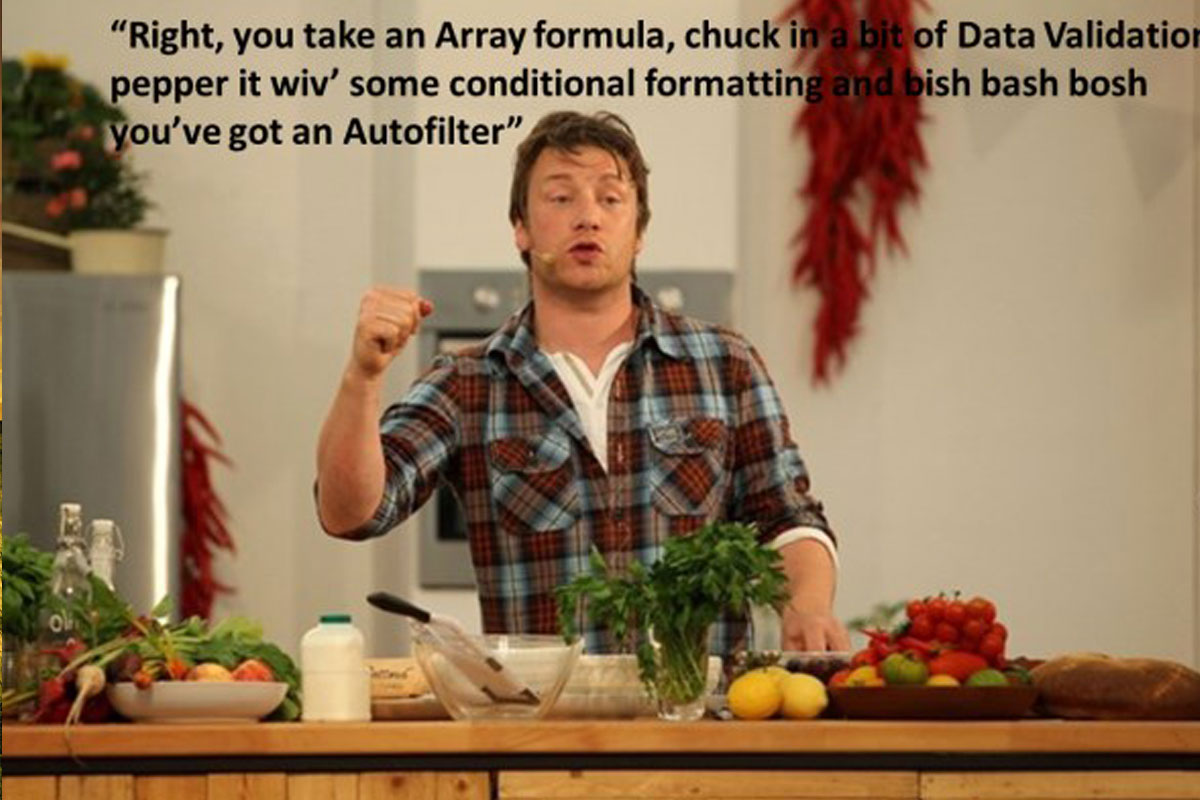 “Right, you take an Array formula, chuck in a bit of Data Validation
pepper it wiv’ some conditional formatting and bish bash bosh
you’ve got an Autofilter”